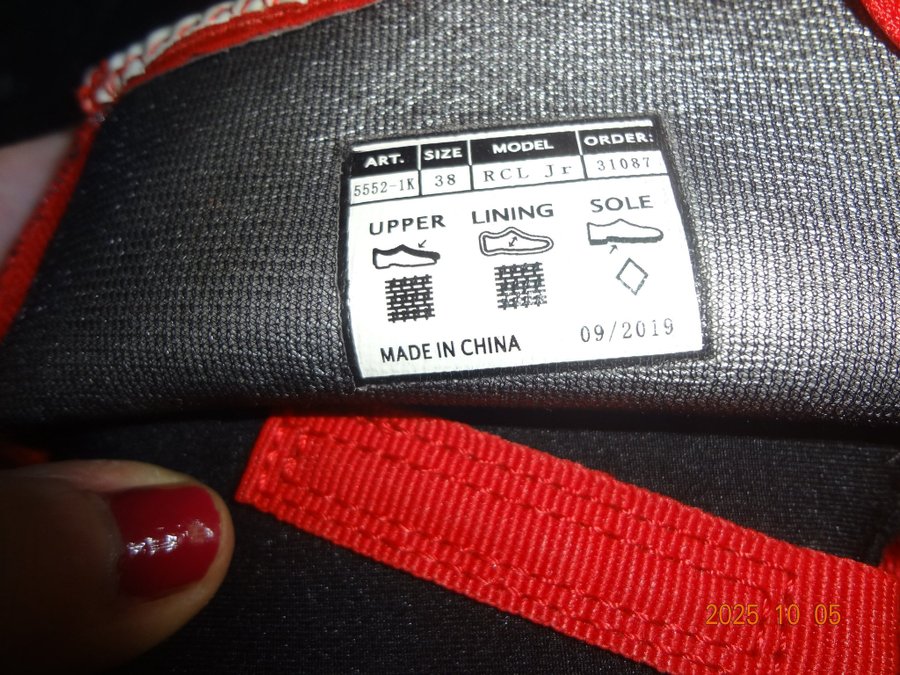 ART. SIZE MODEL ORDER:
5552-1K 38 RCL Jr 31087
UPPER LINING SOLE
MADE IN CHINA 09/2019
2025 10 05